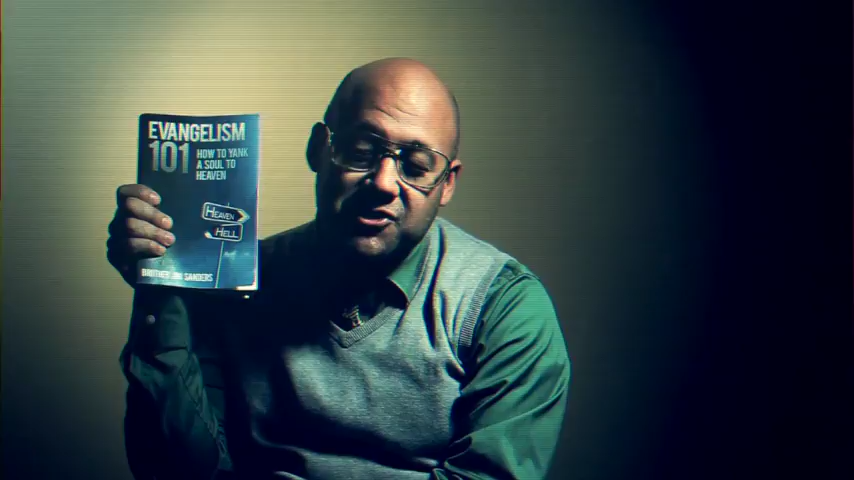 EVANGELISM
101
HOW TO YANK
A SOUL TO
HEAVEN
HEAVEN
HELL
BROTHER JIM SANDERS